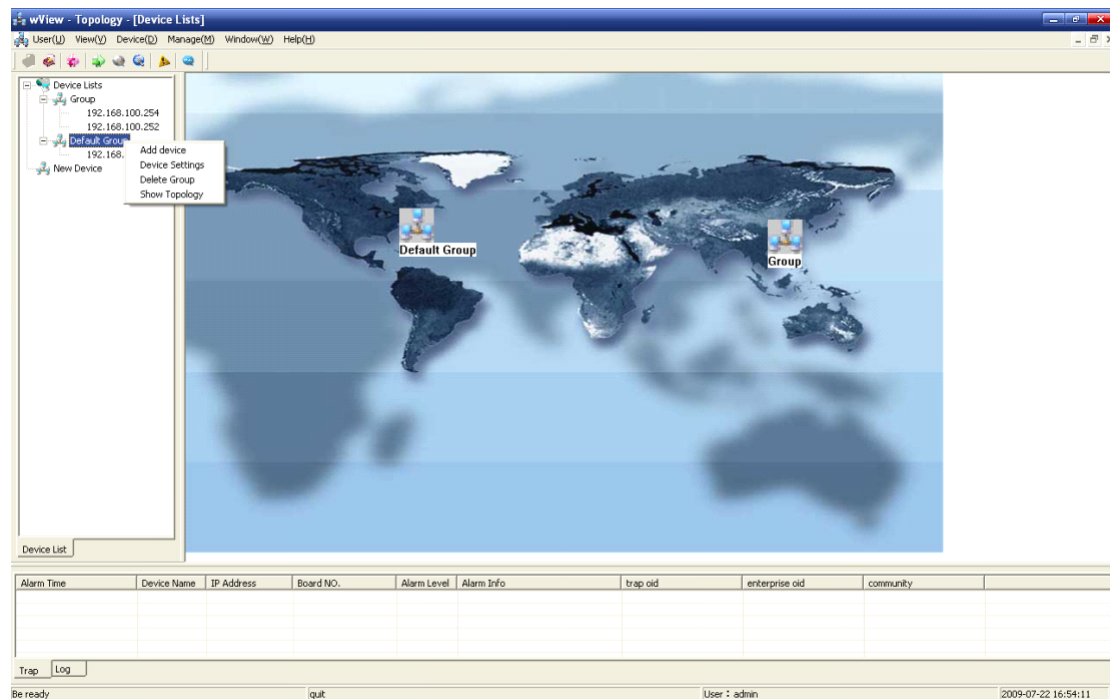 wView - Topology - [Device Lists]
User(U) View(V) Device(D) Manage(M) Window(W) Help(H)
Device Lists
Group
192.168.100.254
192.168.100.252
Default Group
192.168.
New Device
Add device
Device Settings
Delete Group
Show Topology
Default Group
Group
Device List
Alarm Time Device Name IP Address Board NO. Alarm Level Alarm Info trap oid enterprise oid community
Trap Log
Be ready quit User : admin 2009-07-22 16:54:11